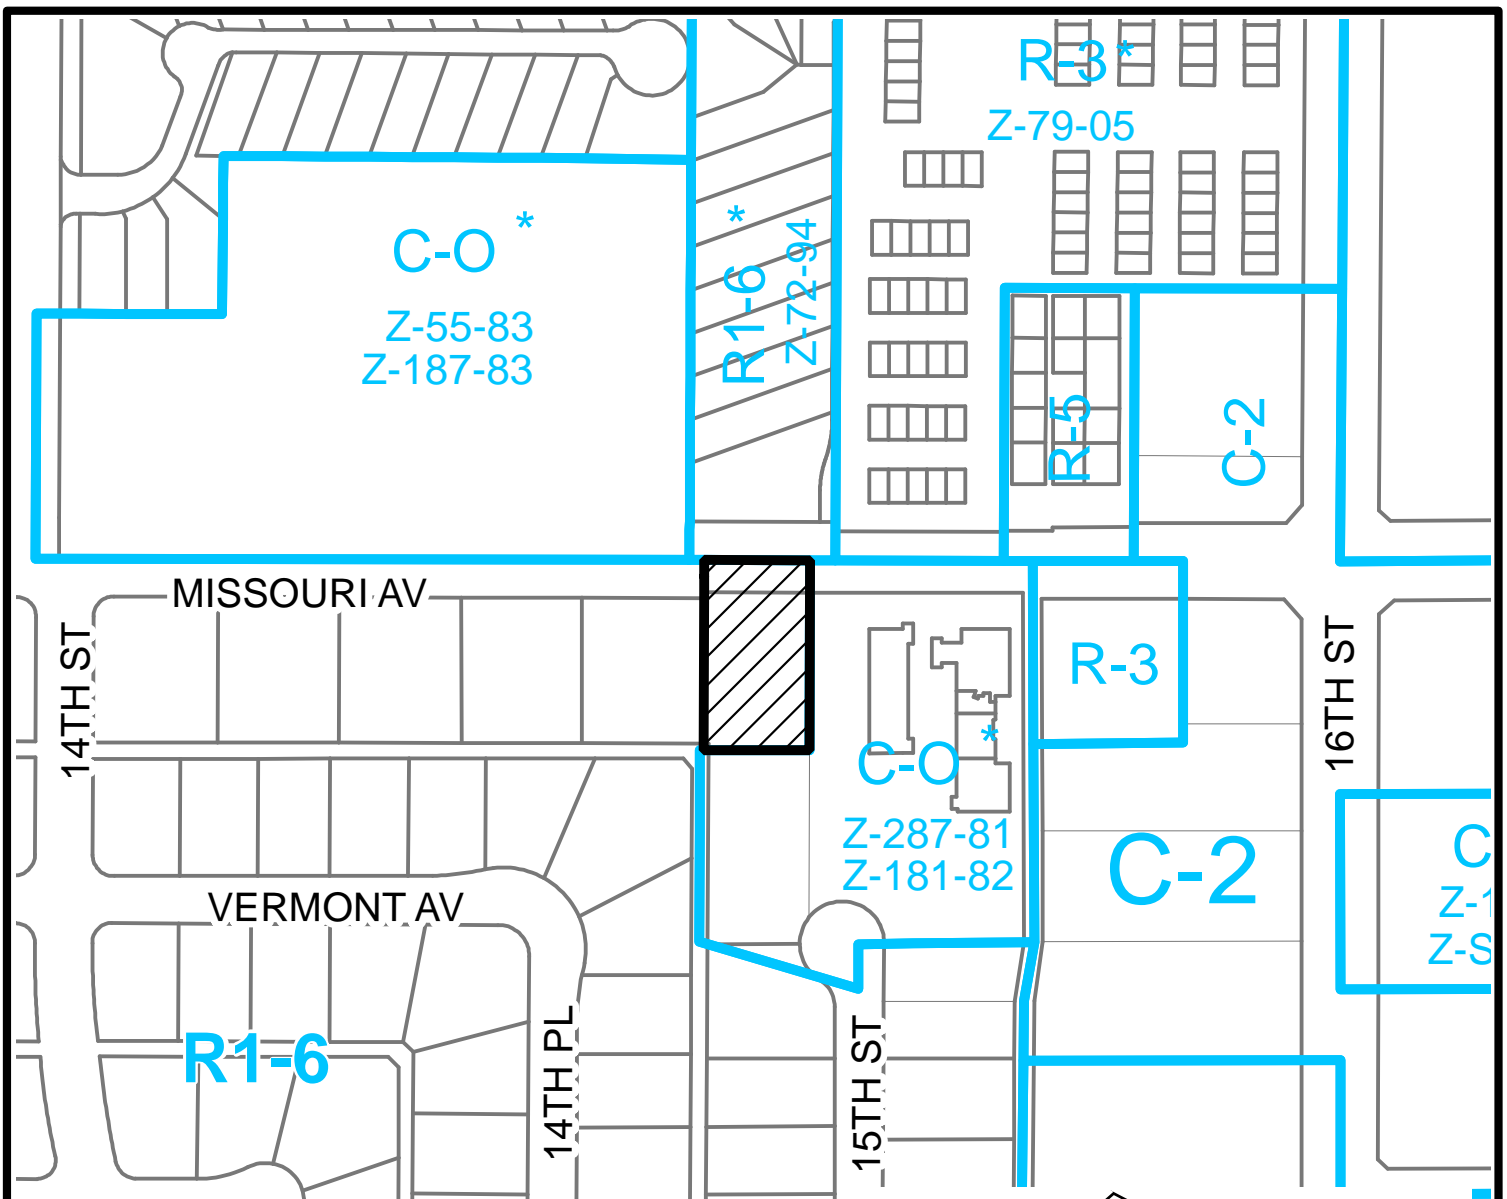 R-3*
Z-79-05
C-O *
Z-55-83
Z-187-83
R1-6 *
Z-72-94
R-5
C-2
MISSOURI AV
14TH ST
R-3
16TH ST
C-O *
Z-287-81
Z-181-82
C-2
C
Z-1
Z-S
VERMONT AV
R1-6
14TH PL
15TH ST